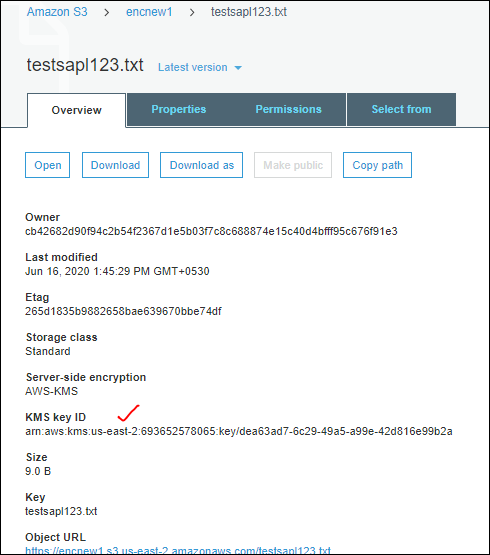 Amazon S3 > encnew1 > testsapl123.txt
testsapl123.txt Latest version
Overview Properties Permissions Select from
Open Download Download as Make public Copy path
Owner
cb42682d90f94c2b54f2367d1e5b03f7c8c688874e15c40d4bfff95c676f91e3
Last modified
Jun 16, 2020 1:45:29 PM GMT+0530
Etag
265d1835b9882658bae639670bbe74df
Storage class
Standard
Server-side encryption
AWS-KMS
KMS key ID
arn:aws:kms:us-east-2:693652578065:key/dea63ad7-6c29-49a5-a99e-42d816e99b2a
Size
9.0 B
Key
testsapl123.txt
Object URL
https://encnew1.s3.us-east-2.amazonaws.com/testsapl123.txt